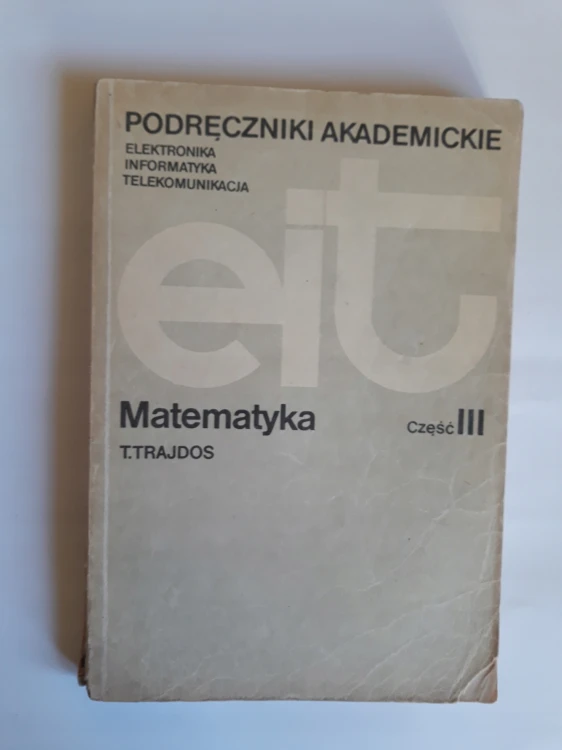 PODRĘCZNIKI AKADEMICKIE
ELEKTRONIKA
INFORMATYKA
TELEKOMUNIKACJA
eit
Matematyka Część III
T. TRAJDOS